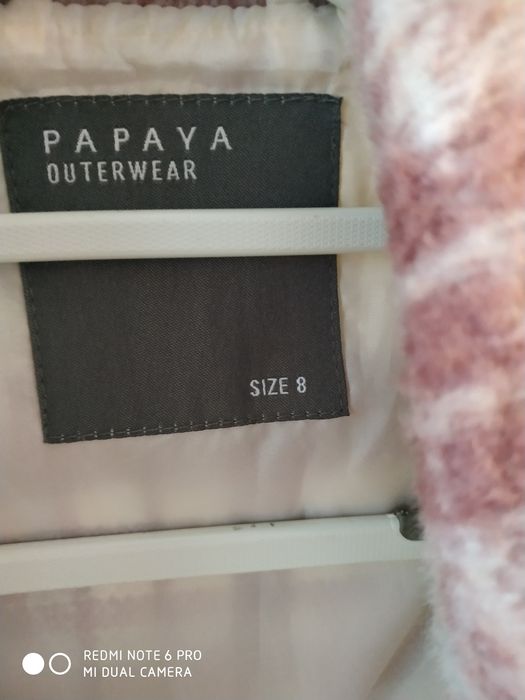 PAPAYA
OUTERWEAR
SIZE 8
REDMI NOTE 6 PRO
MI DUAL CAMERA